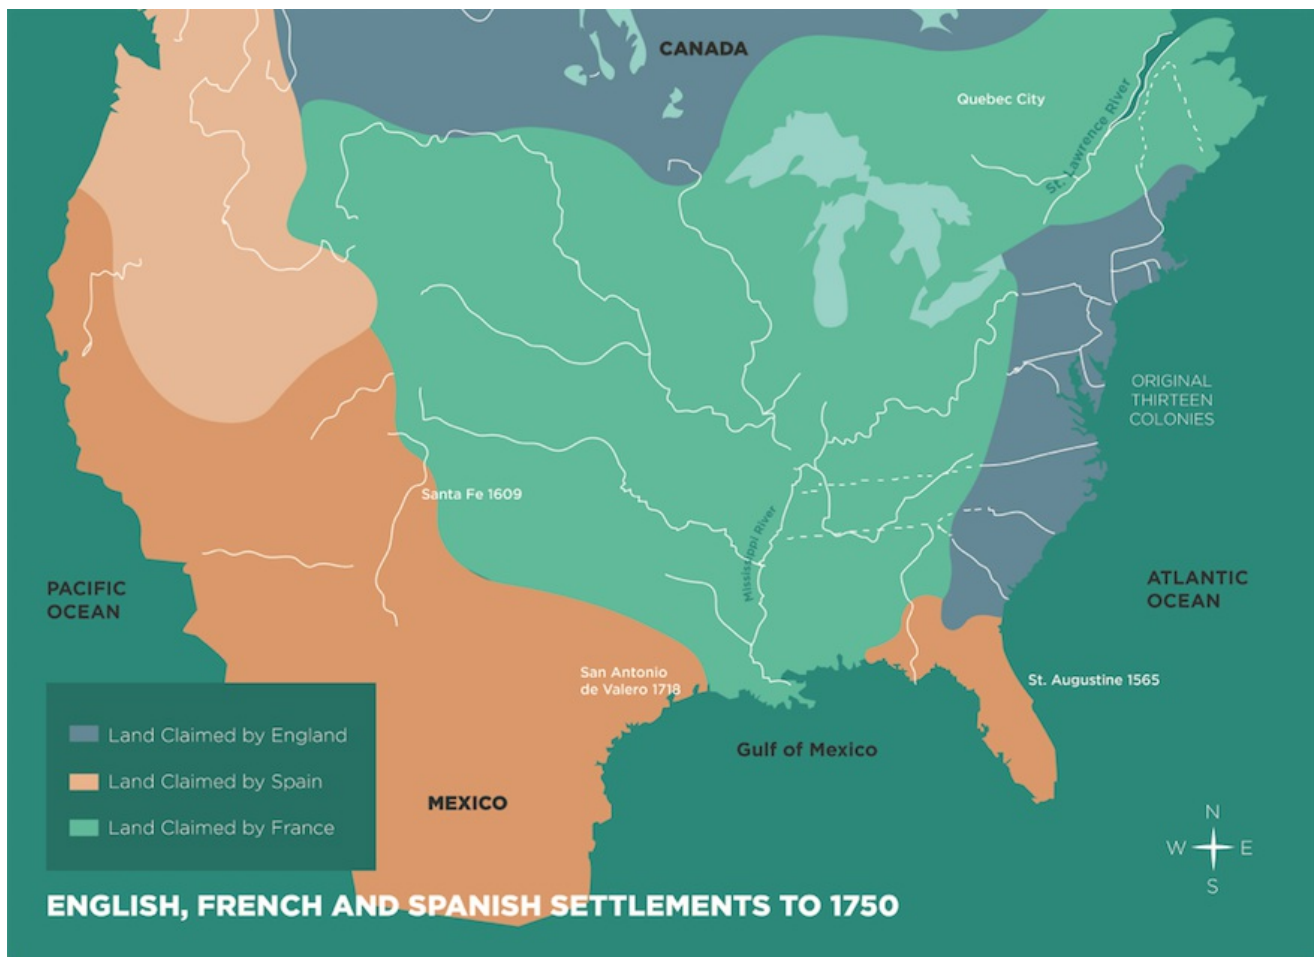 CANADA
Quebec City
St. Lawrence River
ORIGINAL
THIRTEEN
COLONIES
Santa Fe 1609
Mississippi River
PACIFIC
OCEAN
ATLANTIC
OCEAN
San Antonio
de Valero 1718
St. Augustine 1565
Gulf of Mexico
MEXICO
Land Claimed by England
Land Claimed by Spain
Land Claimed by France
N
W E
S
ENGLISH, FRENCH AND SPANISH SETTLEMENTS TO 1750